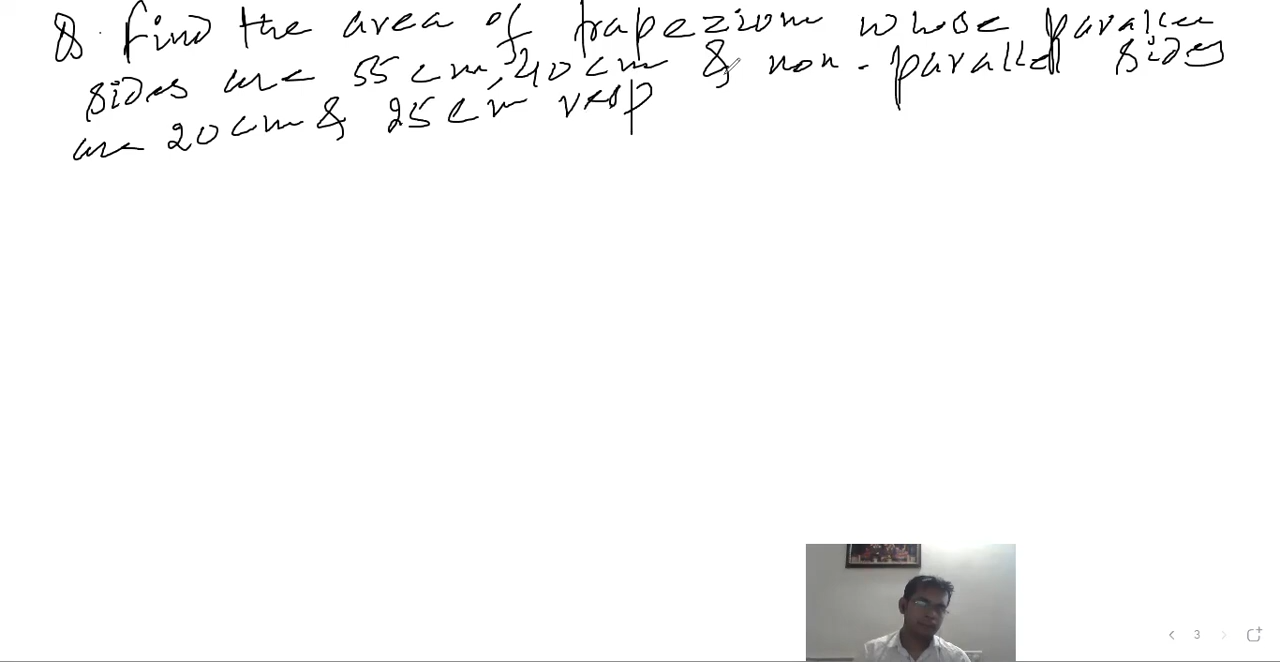 Q. Find the area of trapezium whose parallel
sides are 55 cm, 40 cm & non-parallel sides
are 20 cm & 25 cm resp
3